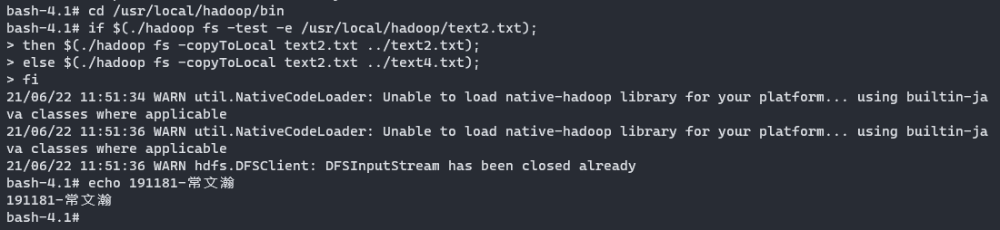 bash-4.1# cd /usr/local/hadoop/bin
bash-4.1# if $(./hadoop fs -test -e /usr/local/hadoop/text2.txt);
> then $(./hadoop fs -copyToLocal text2.txt ../text2.txt);
> else $(./hadoop fs -copyToLocal text2.txt ../text4.txt);
> fi
21/06/22 11:51:34 WARN util.NativeCodeLoader: Unable to load native-hadoop library for your platform... using builtin-ja
va classes where applicable
21/06/22 11:51:36 WARN util.NativeCodeLoader: Unable to load native-hadoop library for your platform... using builtin-ja
va classes where applicable
21/06/22 11:51:36 WARN hdfs.DFSClient: DFSInputStream has been closed already
bash-4.1# echo 191181-常文瀚
191181-常文瀚
bash-4.1#